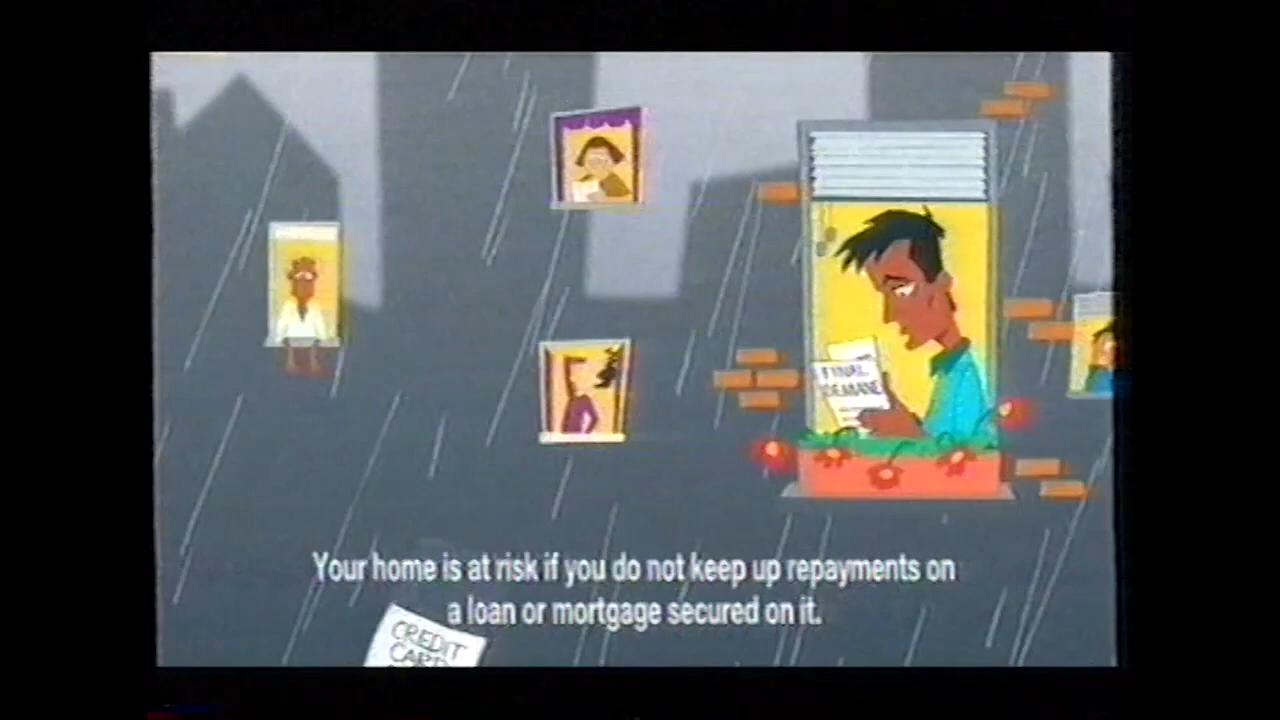 FINAL
DEMAND
Your home is at risk if you do not keep up repayments on
a loan or mortgage secured on it.
CREDIT
CARD